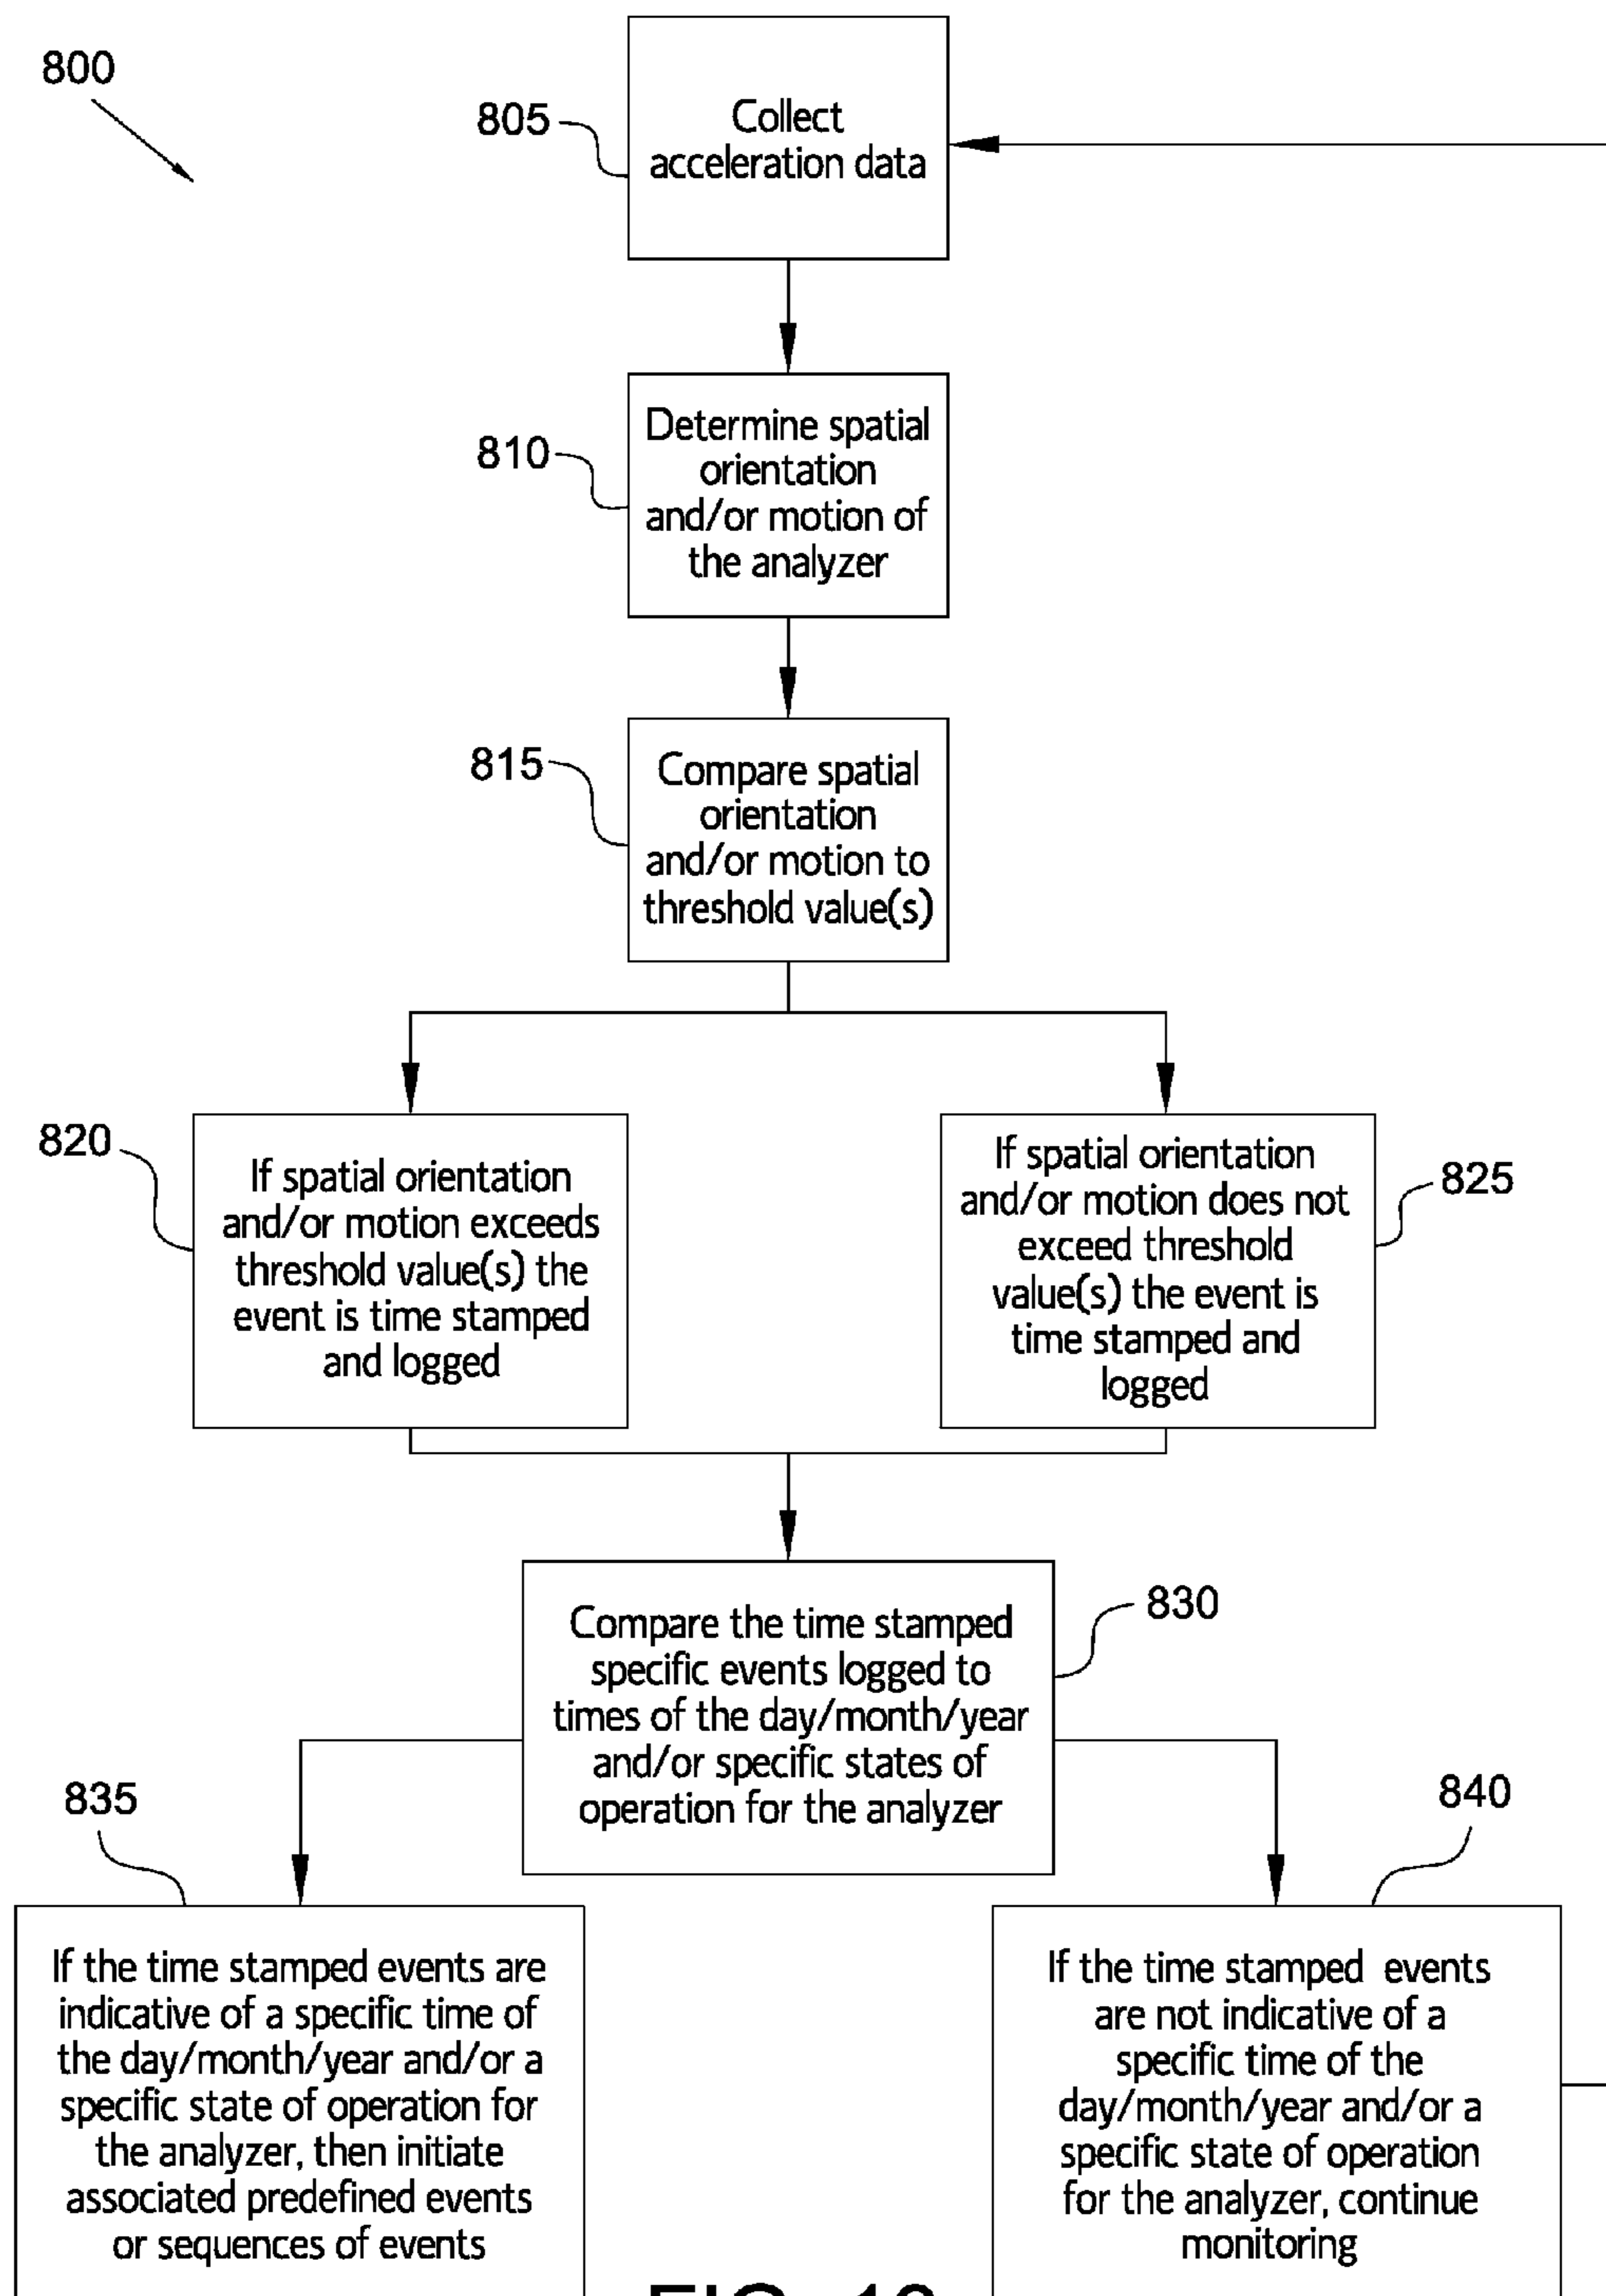 800
805
Collect
acceleration data
810
Determine spatial
orientation
and/or motion of
the analyzer
815
Compare spatial
orientation
and/or motion to
threshold value(s)
820
If spatial orientation
and/or motion exceeds
threshold value(s) the
event is time stamped
and logged
If spatial orientation
and/or motion does not
exceed threshold
value(s) the event is
time stamped and
logged
825
Compare the time stamped
specific events logged to
times of the day/month/year
and/or specific states of
operation for the analyzer
830
835
If the time stamped events are
indicative of a specific time of
the day/month/year and/or a
specific state of operation for
the analyzer, then initiate
associated predefined events
or sequences of events
840
If the time stamped events
are not indicative of a
specific time of the
day/month/year and/or a
specific state of operation
for the analyzer, continue
monitoring